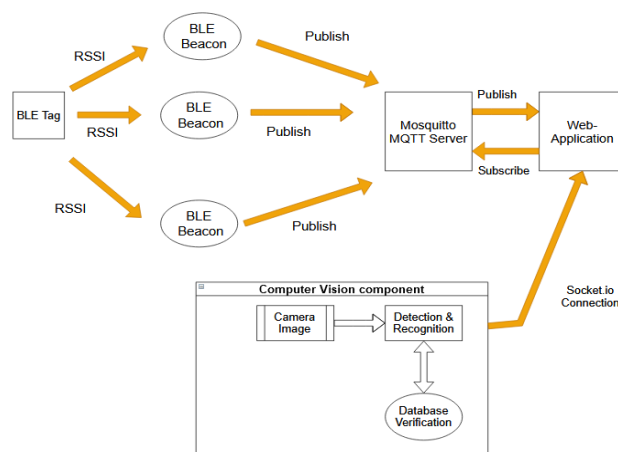 BLE
Beacon
Publish
RSSI
BLE Tag
RSSI
BLE
Beacon
Publish
Mosquitto
MQTT Server
Publish
Subscribe
Web-
Application
RSSI
BLE
Beacon
Publish
Socket.io
Connection
Computer Vision component
Camera
Image
Detection &
Recognition
Database
Verification